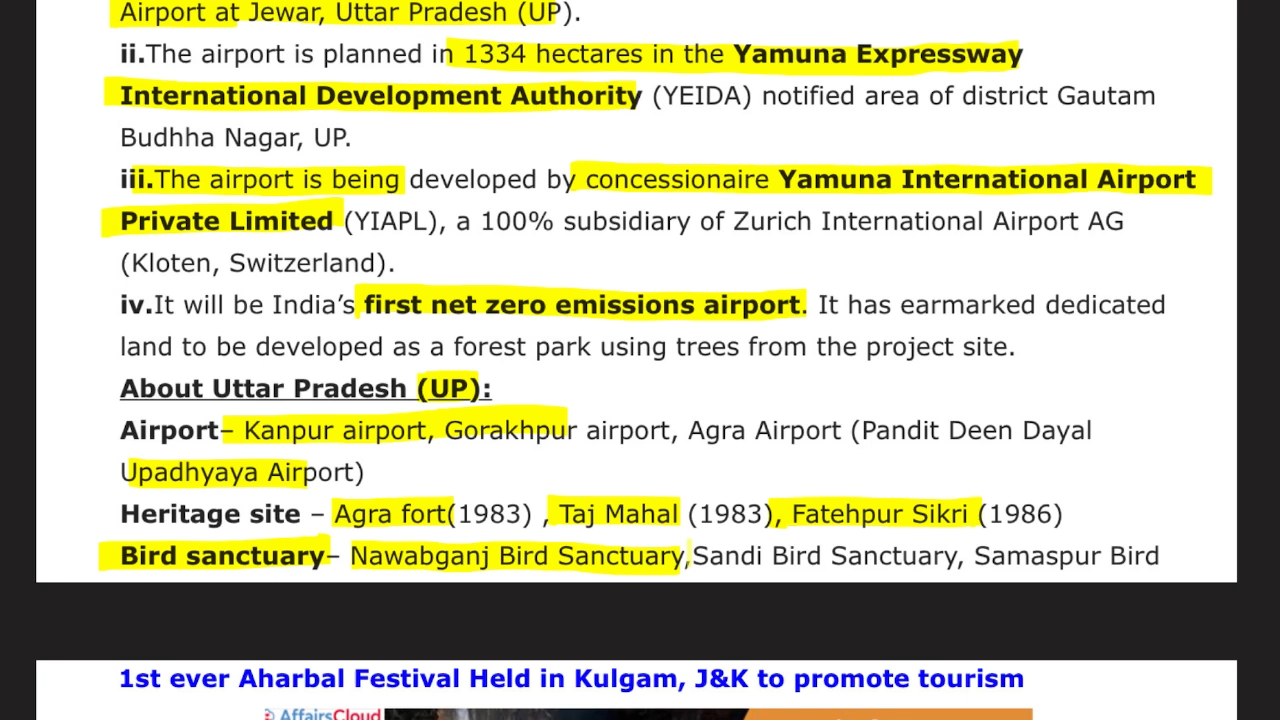 Airport at Jewar, Uttar Pradesh (UP).
ii.The airport is planned in 1334 hectares in the Yamuna Expressway
International Development Authority (YEIDA) notified area of district Gautam
Budhha Nagar, UP.
iii.The airport is being developed by concessionaire Yamuna International Airport
Private Limited (YIAPL), a 100% subsidiary of Zurich International Airport AG
(Kloten, Switzerland).
iv.It will be India’s first net zero emissions airport. It has earmarked dedicated
land to be developed as a forest park using trees from the project site.
About Uttar Pradesh (UP):
Airport– Kanpur airport, Gorakhpur airport, Agra Airport (Pandit Deen Dayal
Upadhyaya Airport)
Heritage site – Agra fort(1983) , Taj Mahal (1983), Fatehpur Sikri (1986)
Bird sanctuary– Nawabganj Bird Sanctuary,Sandi Bird Sanctuary, Samaspur Bird
1st ever Aharbal Festival Held in Kulgam, J&K to promote tourism
AffairsCloud